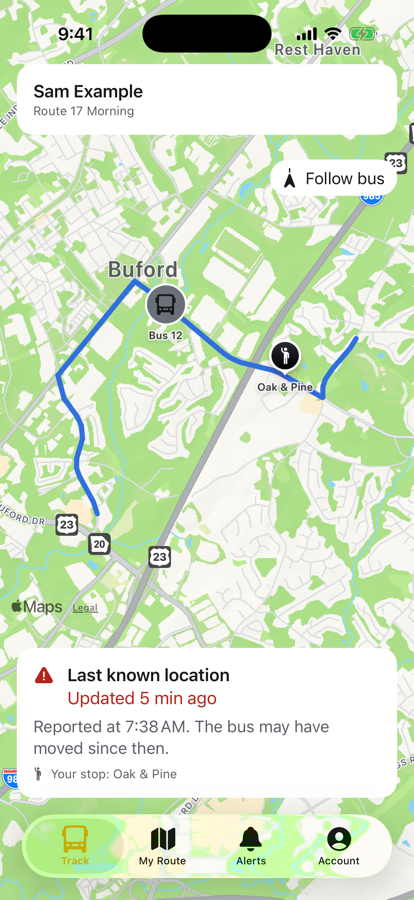 9:41
Rest Haven
Sam Example
Route 17 Morning
23
Follow bus
985
Buford
Bus 12
Oak & Pine
23
20
23
Maps Legal
Last known location
Updated 5 min ago
Reported at 7:38 AM. The bus may have
moved since then.
Your stop: Oak & Pine
Track
My Route
Alerts
Account